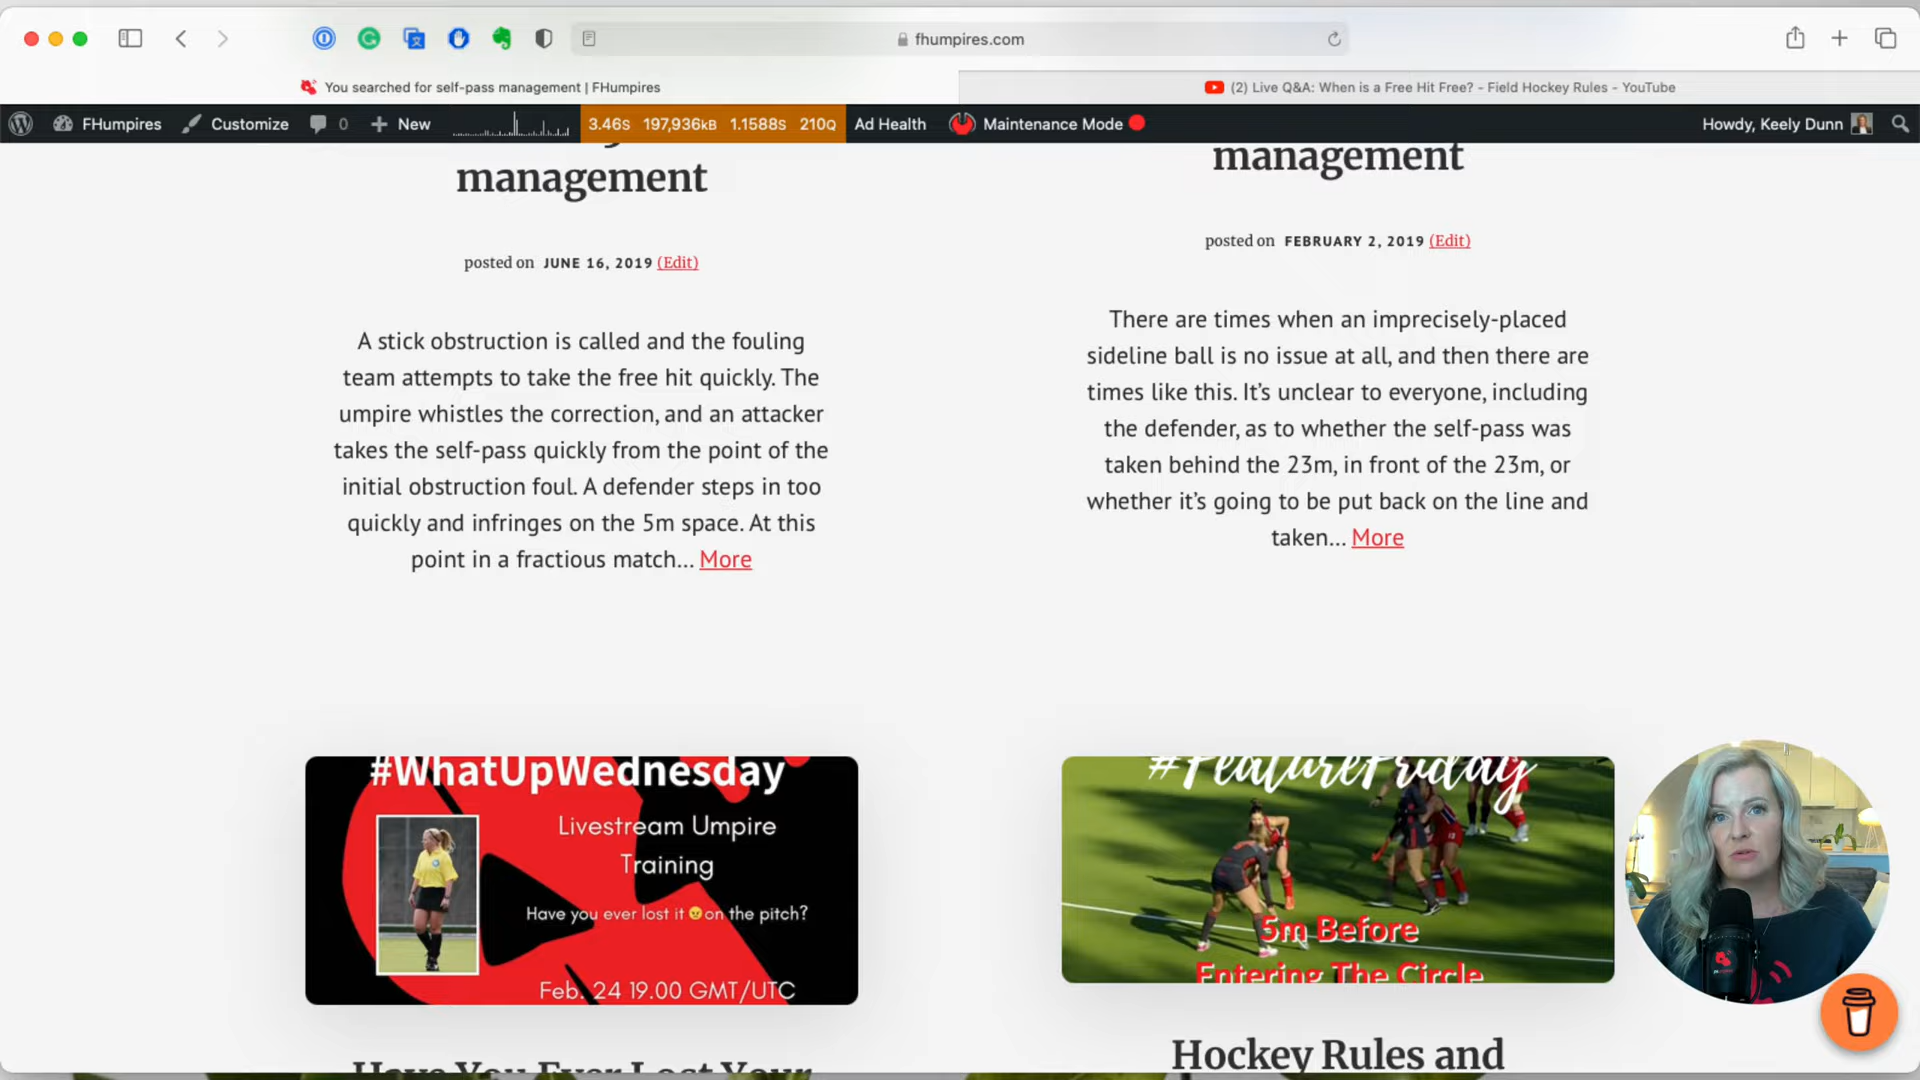 fhumpires.com
You searched for self-pass management | FHumpires
(2) Live Q&A: When is a Free Hit Free? - Field Hockey Rules - YouTube
FHumpires
Customize
0
New
3.46s 197,936kB 1.1588s 210Q
Ad Health
Maintenance Mode
Howdy, Keely Dunn
management
posted on JUNE 16, 2019 (Edit)
A stick obstruction is called and the fouling
team attempts to take the free hit quickly. The
umpire whistles the correction, and an attacker
takes the self-pass quickly from the point of the
initial obstruction foul. A defender steps in too
quickly and infringes on the 5m space. At this
point in a fractious match... More
management
posted on FEBRUARY 2, 2019 (Edit)
There are times when an imprecisely-placed
sideline ball is no issue at all, and then there are
times like this. It’s unclear to everyone, including
the defender, as to whether the self-pass was
taken behind the 23m, in front of the 23m, or
whether it’s going to be put back on the line and
taken... More
#WhatUpWednesday
Livestream Umpire
Training
Have you ever lost it on the pitch?
Feb. 24 19.00 GMT/UTC
#FeatureFriday
5m Before
Entering The Circle
Have You Ever Lost Your
Hockey Rules and